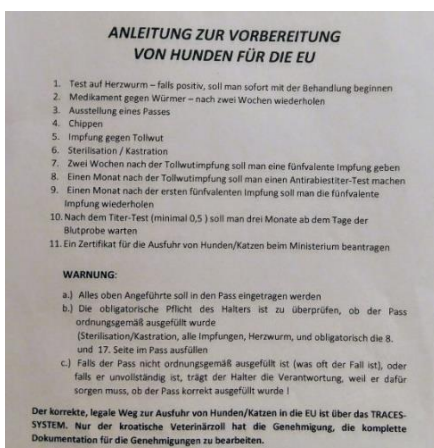 ANLEITUNG ZUR VORBEREITUNG
VON HUNDEN FÜR DIE EU
1. Test auf Herzwurm – falls positiv, soll man sofort mit der Behandlung beginnen
2. Medikament gegen Würmer – nach zwei Wochen wiederholen
3. Ausstellung eines Passes
4. Chippen
5. Impfung gegen Tollwut
6. Sterilisation / Kastration
7. Zwei Wochen nach der Tollwutimpfung soll man eine fünfvalente Impfung geben
8. Einen Monat nach der Tollwutimpfung soll man einen Antirabiestiter-Test machen
9. Einen Monat nach der ersten fünfvalenten Impfung soll man die fünfvalente
Impfung wiederholen
10. Nach dem Titer-Test (minimal 0,5 ) soll man drei Monate ab dem Tage der
Blutprobe warten
11. Ein Zertifikat für die Ausfuhr von Hunden/Katzen beim Ministerium beantragen
WARNUNG:
a.) Alles oben Angeführte soll in den Pass eingetragen werden
b.) Die obligatorische Pflicht des Halters ist zu überprüfen, ob der Pass
ordnungsgemäß ausgefüllt wurde
(Sterilisation/Kastration, alle Impfungen, Herzwurm, und obligatorisch die 8.
und 17. Seite im Pass ausfüllen
c.) Falls der Pass nicht ordnungsgemäß ausgefüllt ist (was oft der Fall ist), oder
falls er unvollständig ist, trägt der Halter die Verantwortung, weil er dafür
sorgen muss, ob der Pass korrekt ausgefüllt wurde !
Der korrekte, legale Weg zur Ausfuhr von Hunden/Katzen in die EU ist über das TRACES-
SYSTEM. Nur der kroatische Veterinärzoll hat die Genehmigung, die komplette
Dokumentation für die Genehmigungen zu bearbeiten.